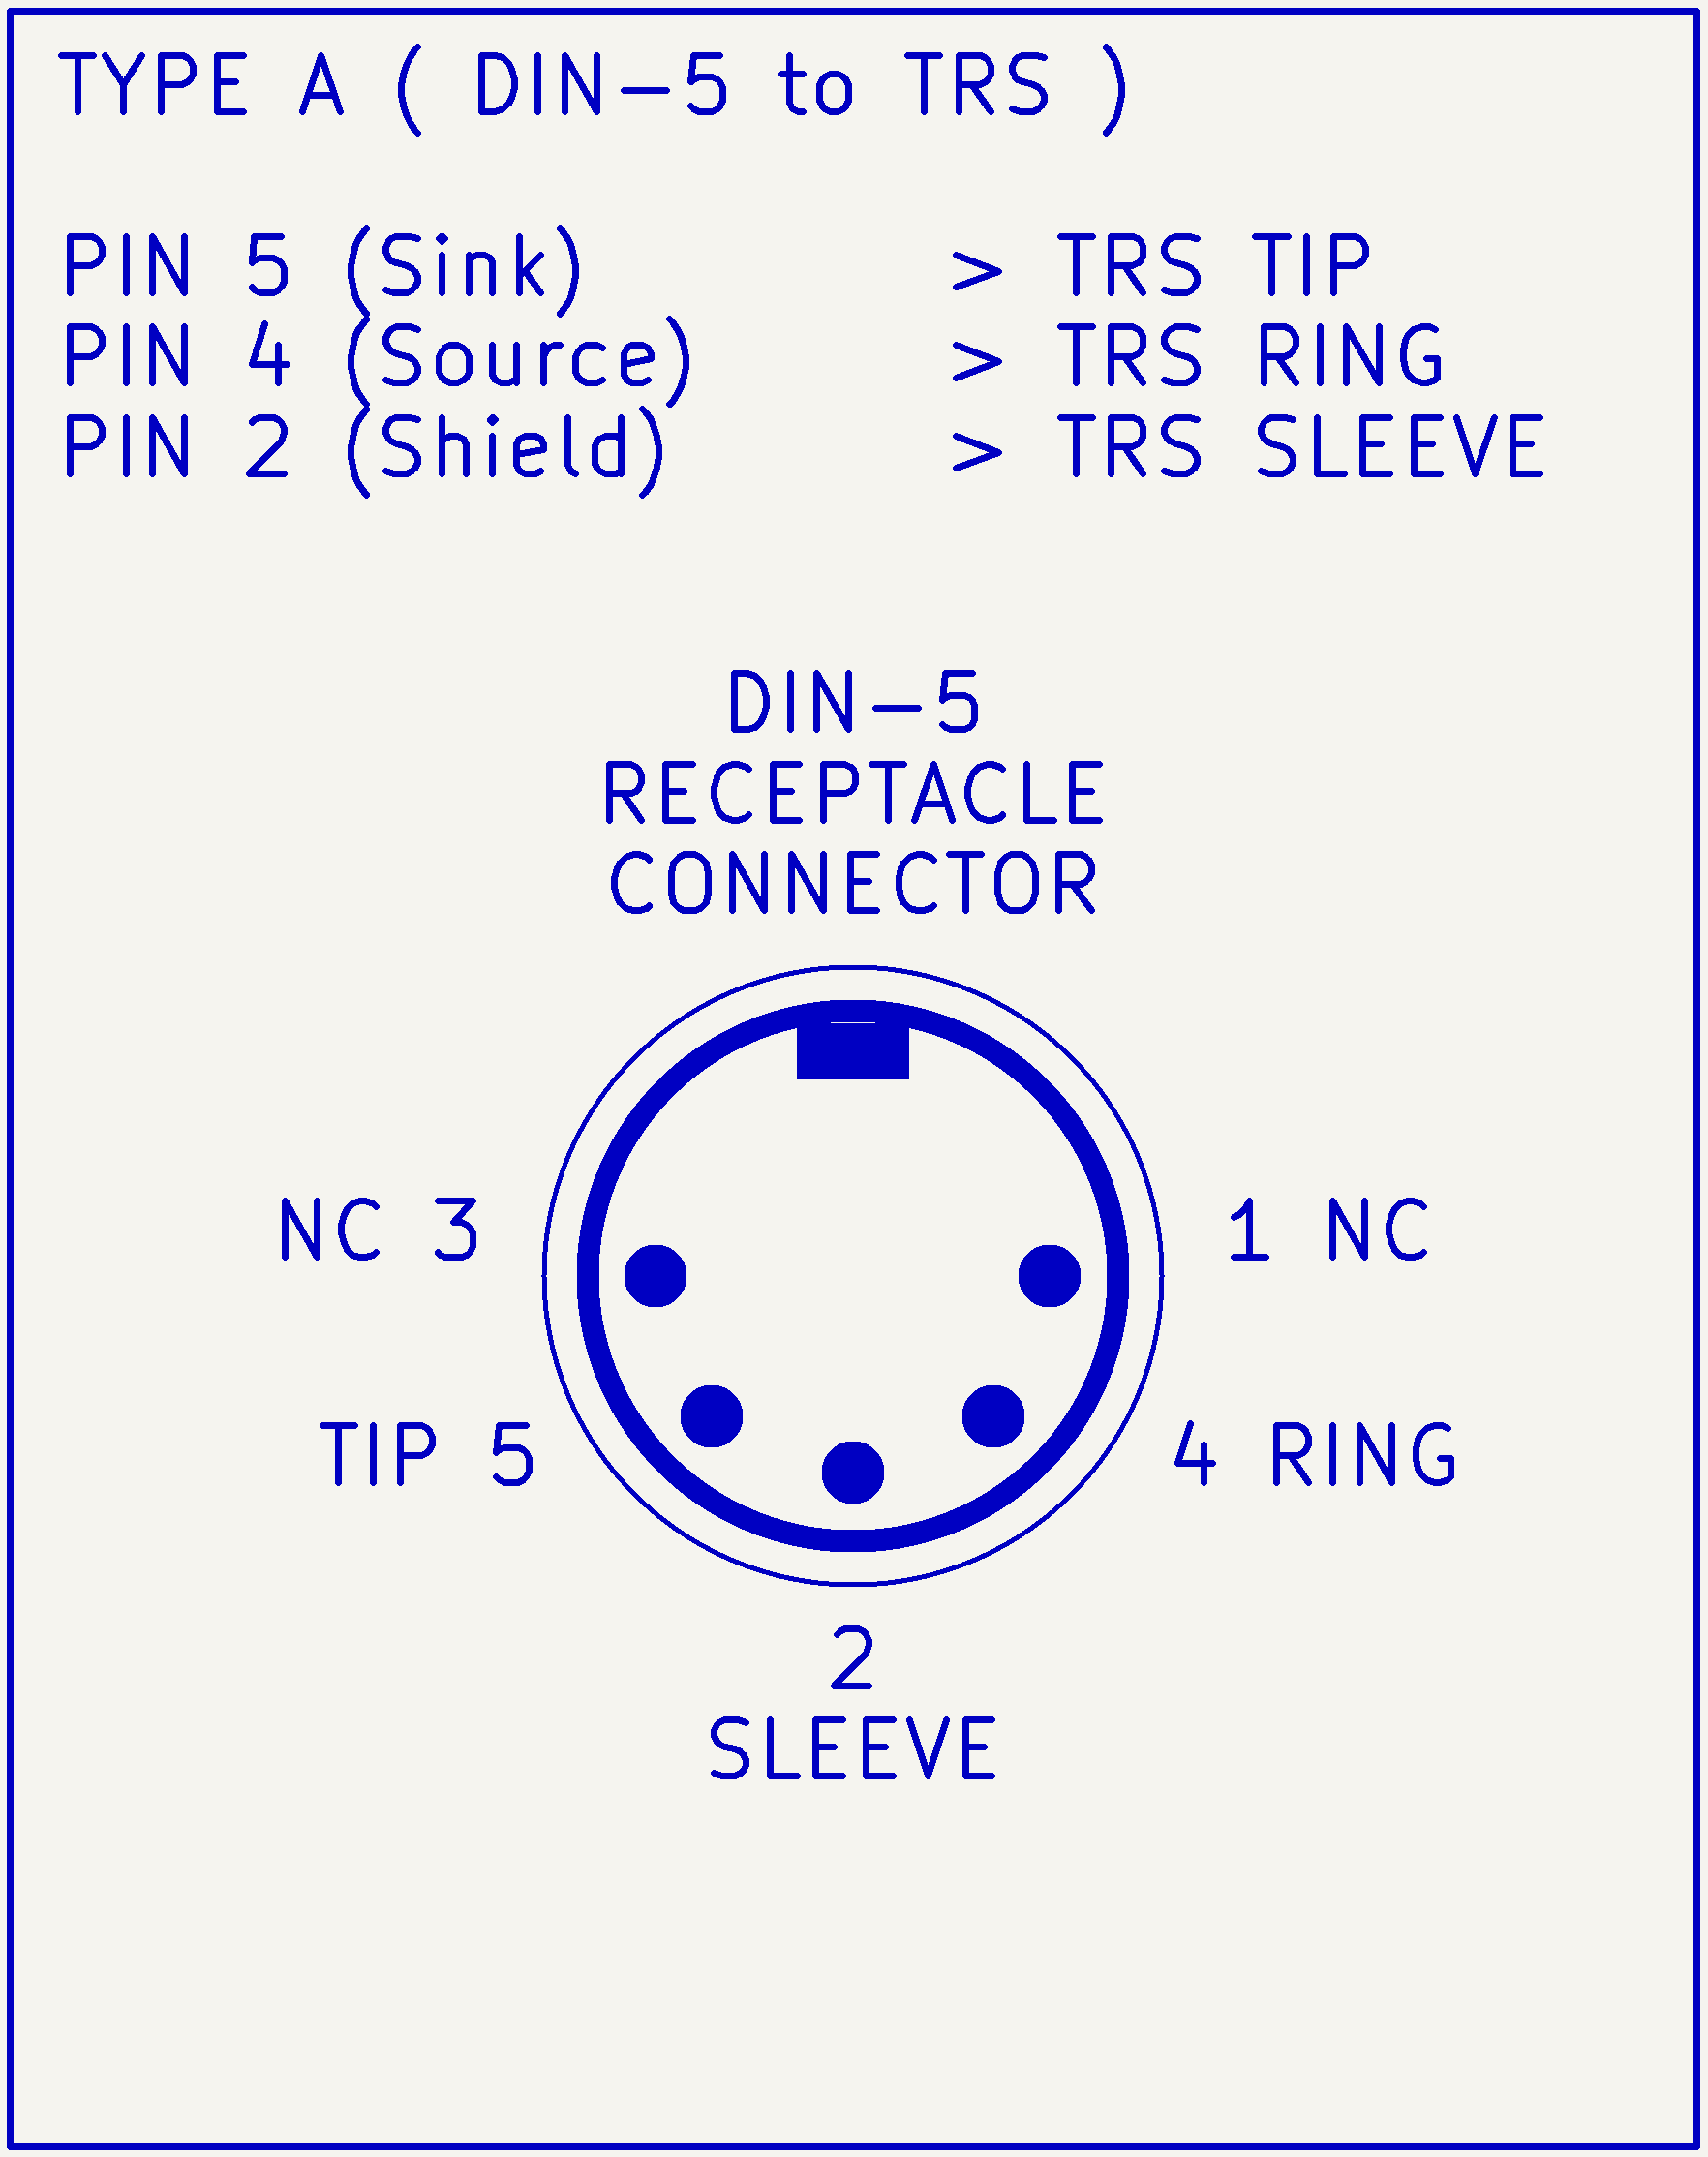 TYPE A ( DIN-5 to TRS )
PIN 5 (Sink) > TRS TIP
PIN 4 (Source) > TRS RING
PIN 2 (Shield) > TRS SLEEVE
DIN-5
RECEPTACLE
CONNECTOR
NC 3
1 NC
TIP 5
4 RING
2
SLEEVE